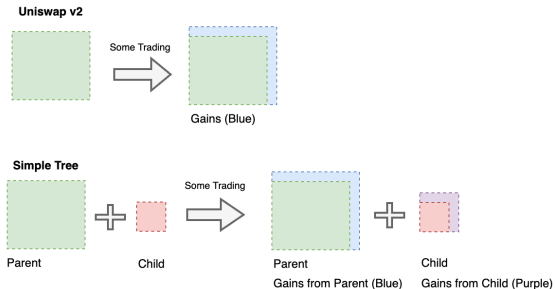 Uniswap v2
Some Trading
Gains (Blue)
Simple Tree
Some Trading
Parent
Child
Parent
Child
Gains from Parent (Blue)
Gains from Child (Purple)